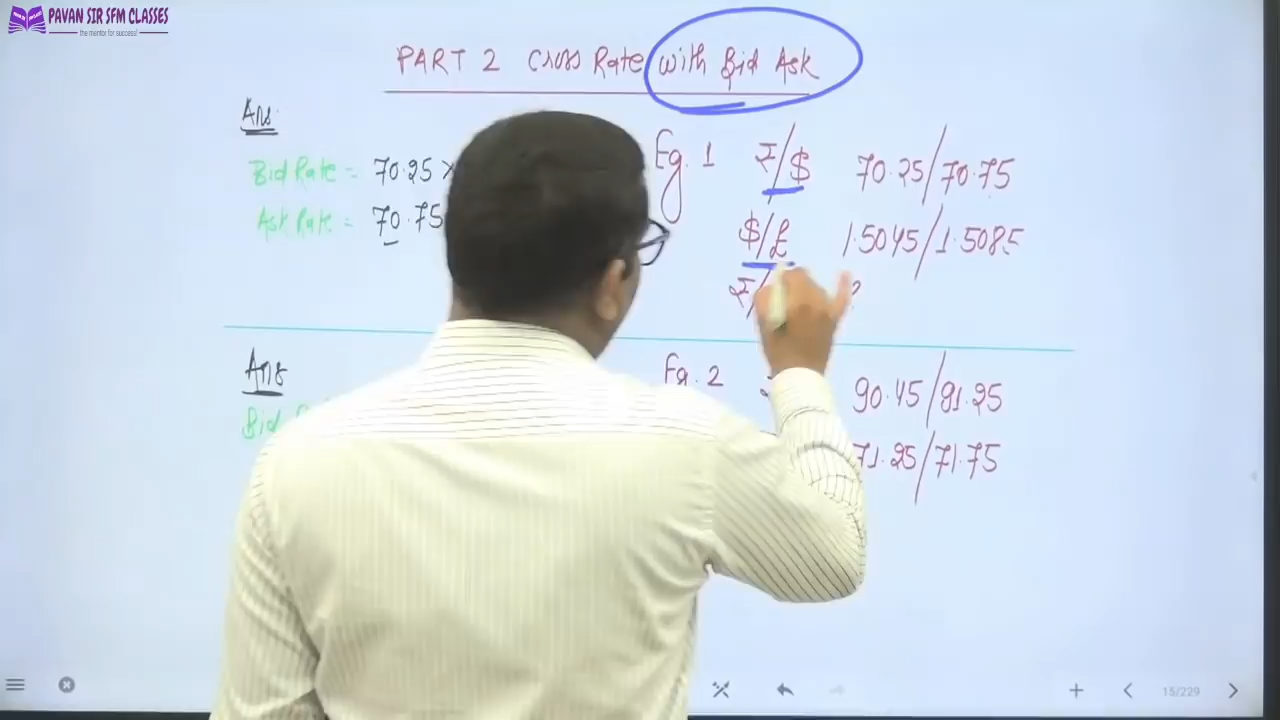 PAVAN SIR SFM CLASSES
the mentor for success!
PART 2 Cross Rate with Bid Ask
Ans
Bid Rate = 70.25 ×
Ask Rate = 70.75
Eg. 1 ₹/$ 70.25/70.75
$/£ 1.5045/1.5085
₹/ ?
Ans
Bid
Eg. 2 90.45/91.25
71.25/71.75
15/229